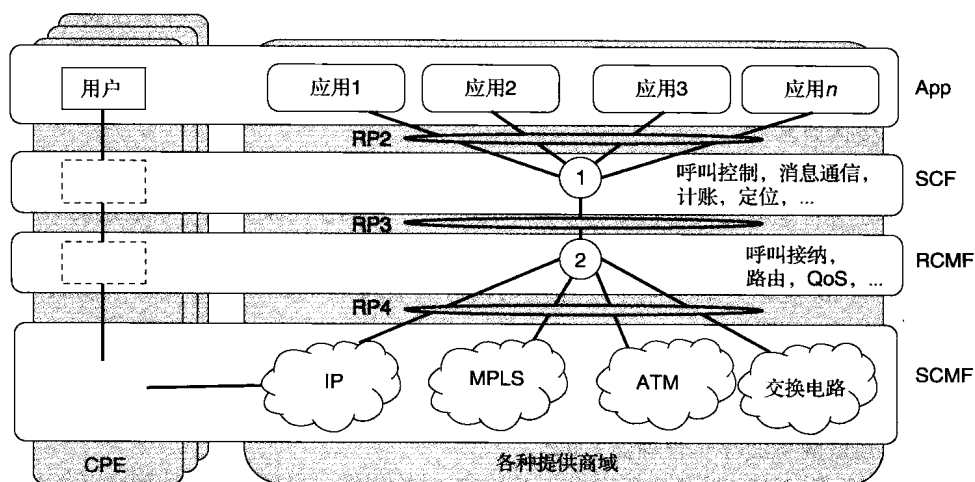 用户
应用1
应用2
应用3
应用n
App
RP2
1
呼叫控制，消息通信，
计账，定位，...
SCF
RP3
2
呼叫接纳，
路由，QoS，...
RCMF
RP4
IP
MPLS
ATM
交换电路
SCMF
CPE
各种提供商域